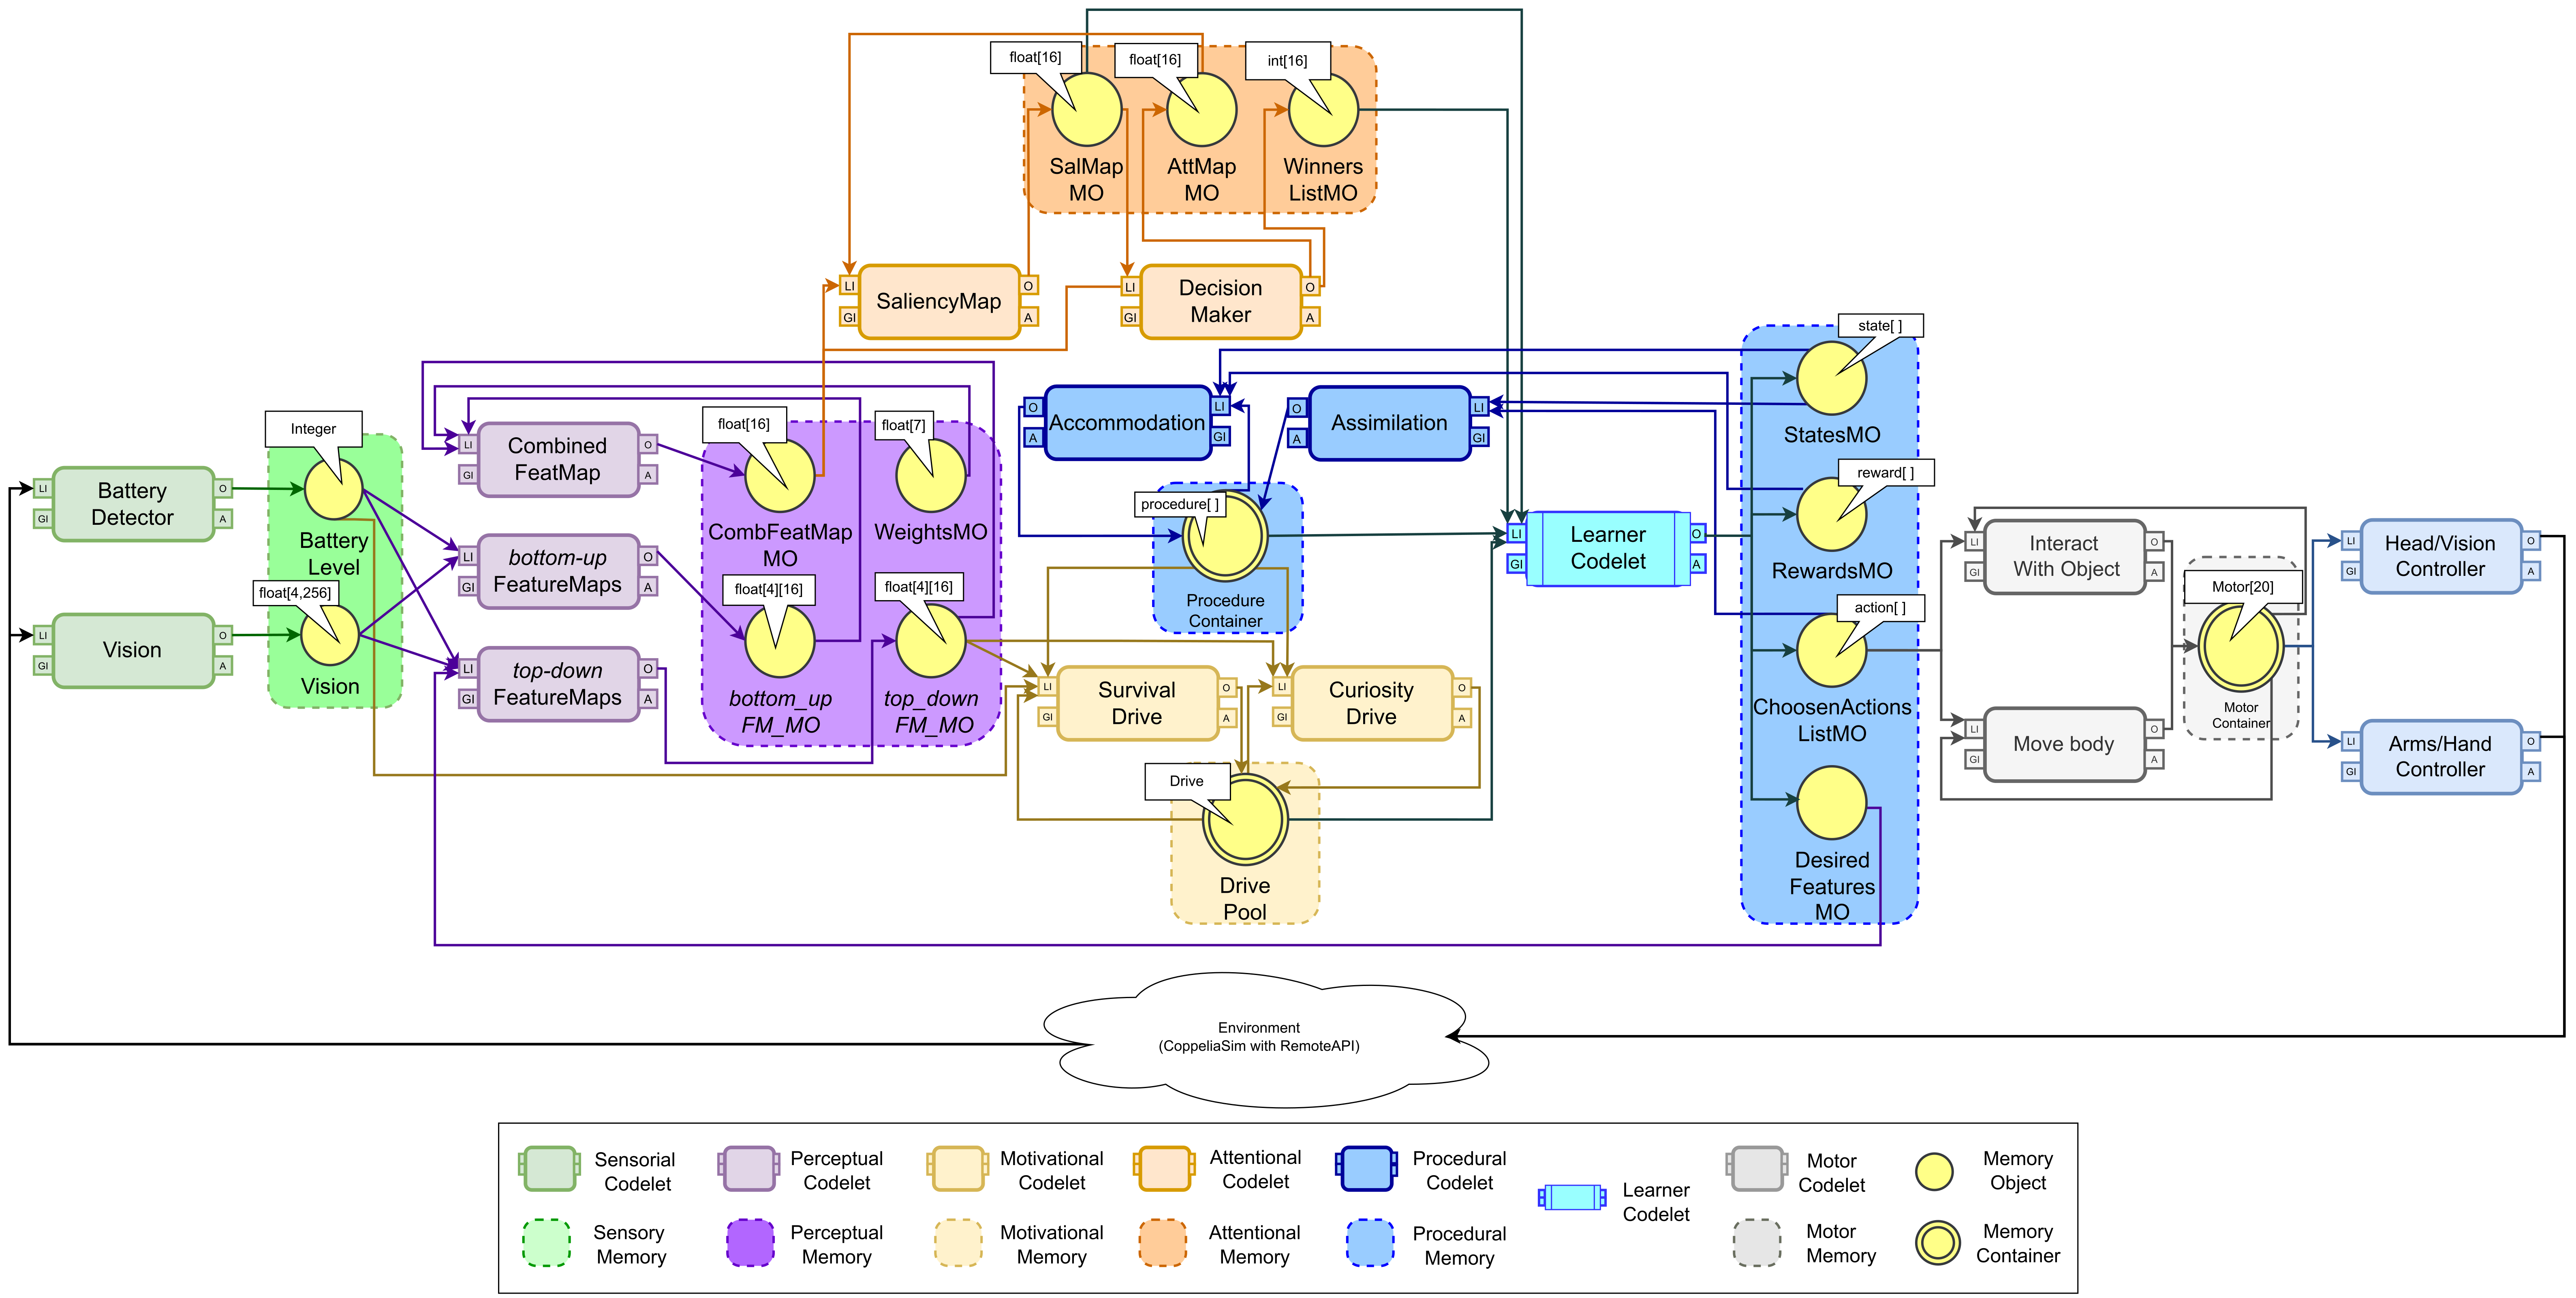 float[16]
float[16]
int[16]
SalMap
MO
AttMap
MO
Winners
ListMO
LI
GI
SaliencyMap
O
A
LI
GI
Decision
Maker
O
A
state[ ]
StatesMO
reward[ ]
RewardsMO
action[ ]
ChoosenActions
ListMO
Desired
Features
MO
O
A
Accommodation
LI
GI
O
A
Assimilation
LI
GI
procedure[ ]
Procedure
Container
LI
GI
Learner
Codelet
O
A
Integer
Battery
Level
float[4,256]
Vision
LI
GI
Battery
Detector
O
A
LI
GI
Vision
O
A
LI
GI
Combined
FeatMap
O
A
LI
GI
bottom-up
FeatureMaps
O
A
LI
GI
top-down
FeatureMaps
O
A
float[16]
CombFeatMap
MO
float[7]
WeightsMO
float[4][16]
bottom_up
FM_MO
float[4][16]
top_down
FM_MO
LI
GI
Survival
Drive
O
A
LI
GI
Curiosity
Drive
O
A
Drive
Drive
Pool
LI
GI
Interact
With Object
O
A
LI
GI
Move body
O
A
Motor[20]
Motor
Container
LI
GI
Head/Vision
Controller
O
A
LI
GI
Arms/Hand
Controller
O
A
Environment
(CoppeliaSim with RemoteAPI)
Sensorial
Codelet
Perceptual
Codelet
Motivational
Codelet
Attentional
Codelet
Procedural
Codelet
Learner
Codelet
Motor
Codelet
Memory
Object
Sensory
Memory
Perceptual
Memory
Motivational
Memory
Attentional
Memory
Procedural
Memory
Motor
Memory
Memory
Container